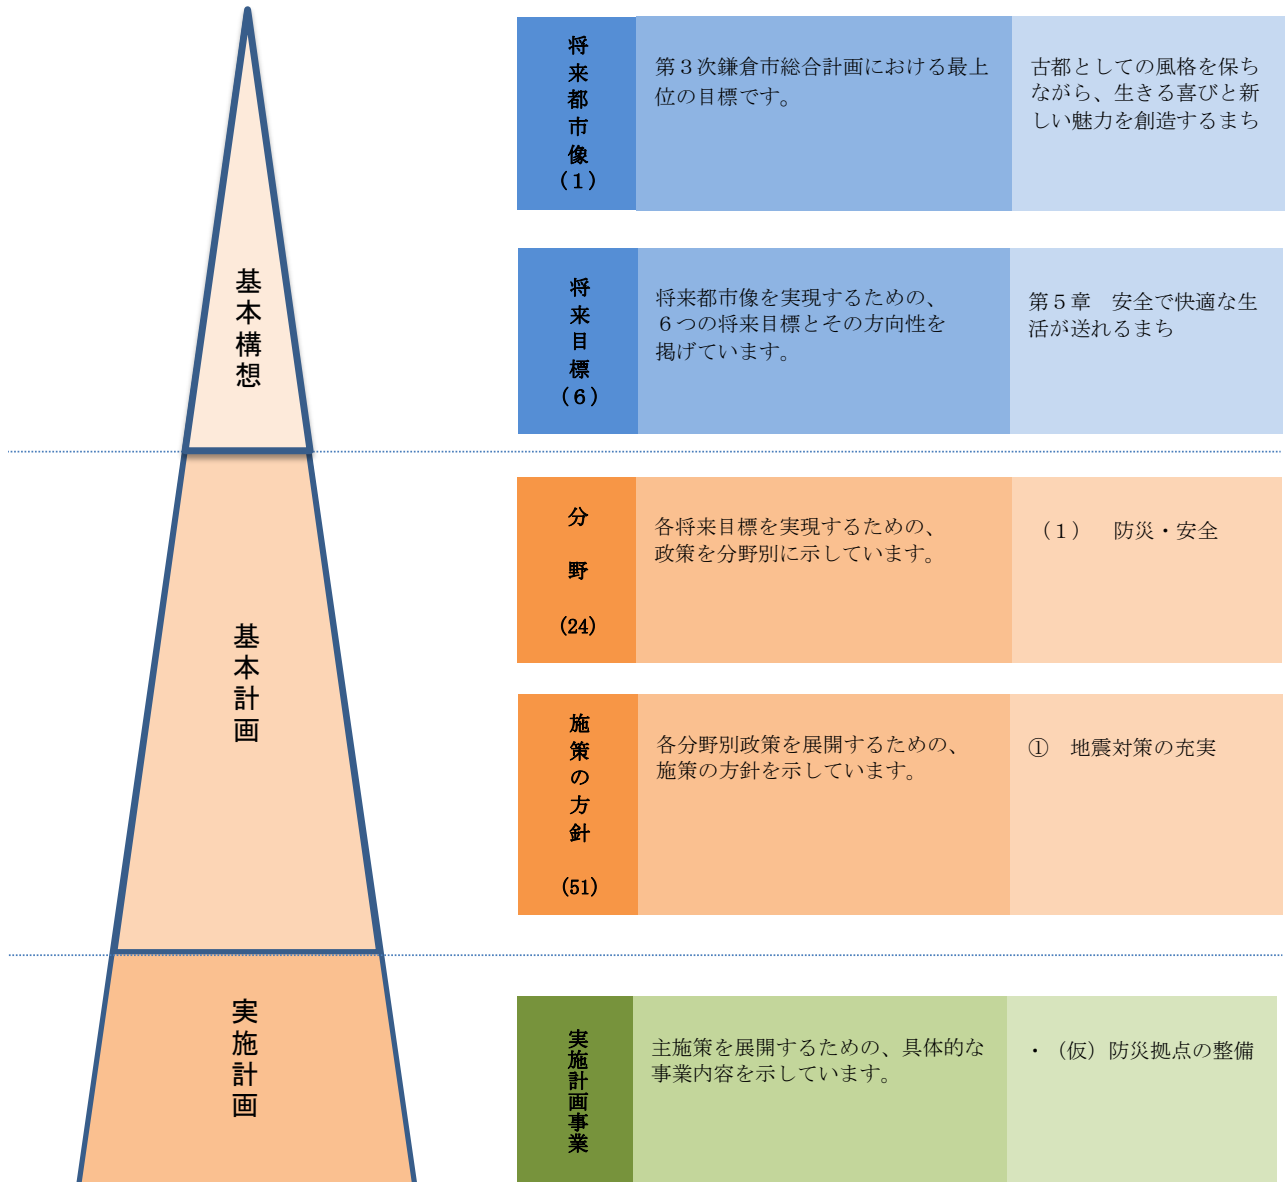 基本構想
基本計画
実施計画
将来都市像
(1)
第3次鎌倉市総合計画における最上
位の目標です。
古都としての風格を保ち
ながら、生きる喜びと新
しい魅力を創造するまち
将来目標
(6)
将来都市像を実現するための、
6つの将来目標とその方向性を
掲げています。
第5章　安全で快適な生
活が送れるまち
分野
(24)
各将来目標を実現するための、
政策を分野別に示しています。
（1）　防災・安全
施策の方針
(51)
各分野別政策を展開するための、
施策の方針を示しています。
①　地震対策の充実
実施計画事業
主施策を展開するための、具体的な
事業内容を示しています。
・（仮）防災拠点の整備